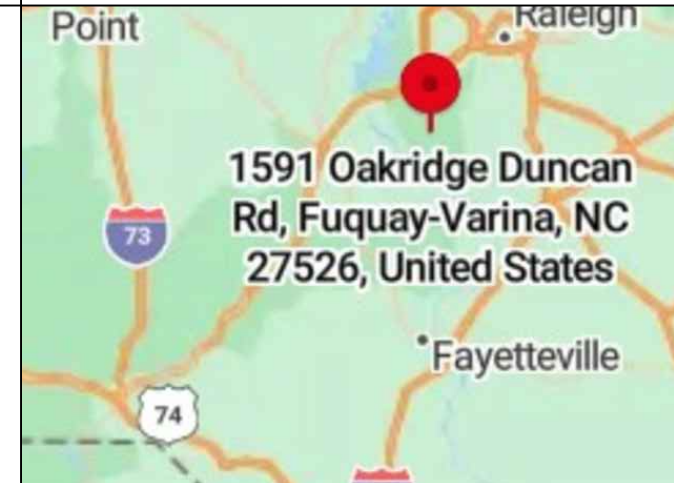 Raleigh
Point
1591 Oakridge Duncan
Rd, Fuquay-Varina, NC
27526, United States
73
Fayetteville
74